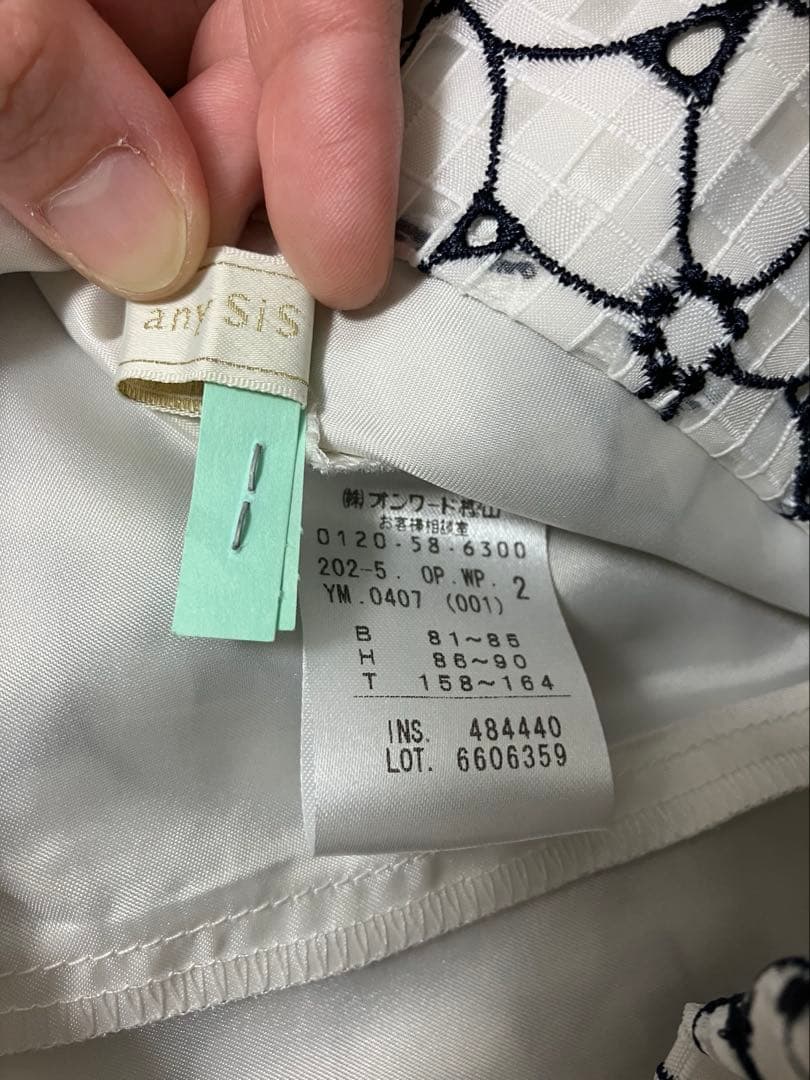 any SiS
(株)オンワード樫山
お客様相談室
0120-58-6300
202-5. OP.WP. 2
YM.0407 (001)
B 81~85
H 86~90
T 158~164
INS. 484440
LOT. 6606359